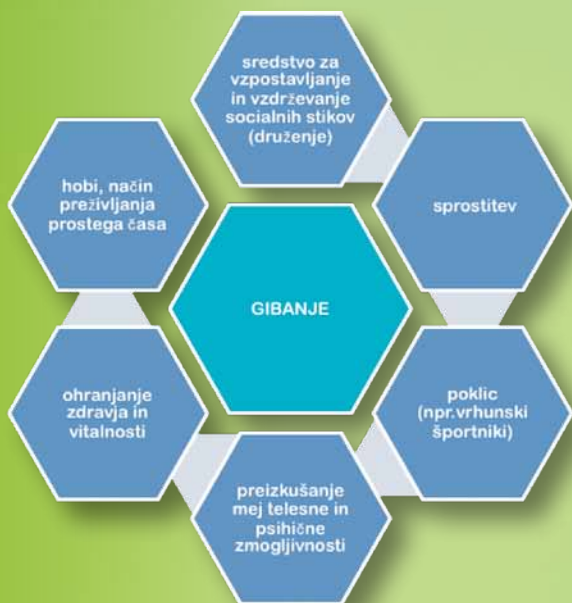 sredstvo za
vzpostavljanje
in vzdrževanje
socialnih stikov
(druženje)
sprostitev
poklic
(npr.vrhunski
športniki)
preizkušanje
mej telesne in
psihične
zmogljivnosti
ohranjanje
zdravja in
vitalnosti
hobi, način
preživljanja
prostega časa
GIBANJE